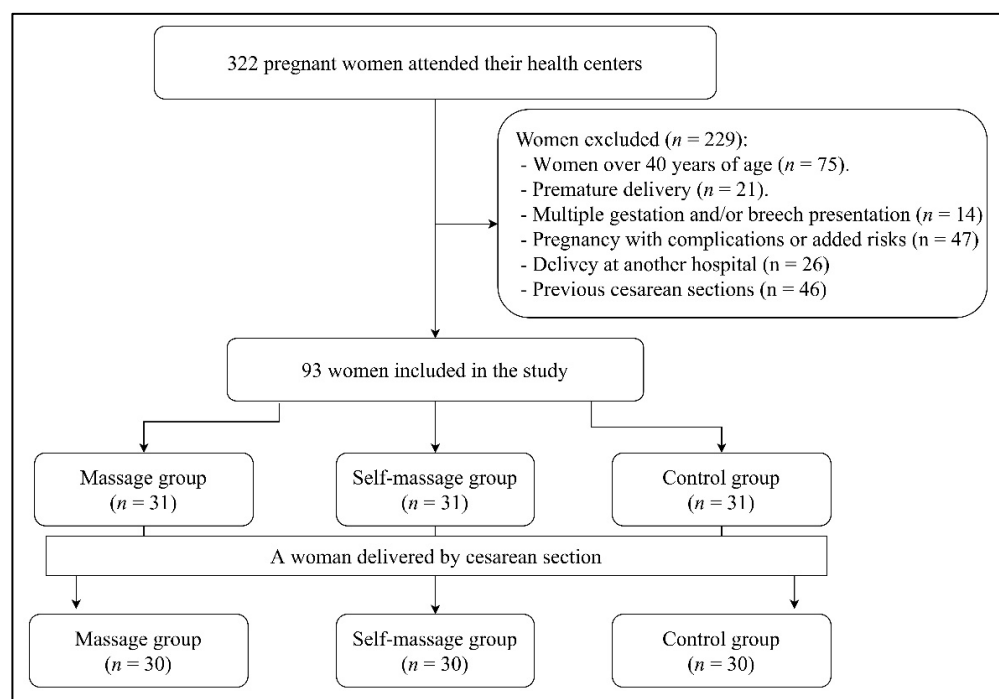 322 pregnant women attended their health centers
Women excluded (n = 229):
- Women over 40 years of age (n = 75).
- Premature delivery (n = 21).
- Multiple gestation and/or breech presentation (n = 14)
- Pregnancy with complications or added risks (n = 47)
- Delivey at another hospital (n = 26)
- Previous cesarean sections (n = 46)
93 women included in the study
Massage group
(n = 31)
Self-massage group
(n = 31)
Control group
(n = 31)
A woman delivered by cesarean section
Massage group
(n = 30)
Self-massage group
(n = 30)
Control group
(n = 30)